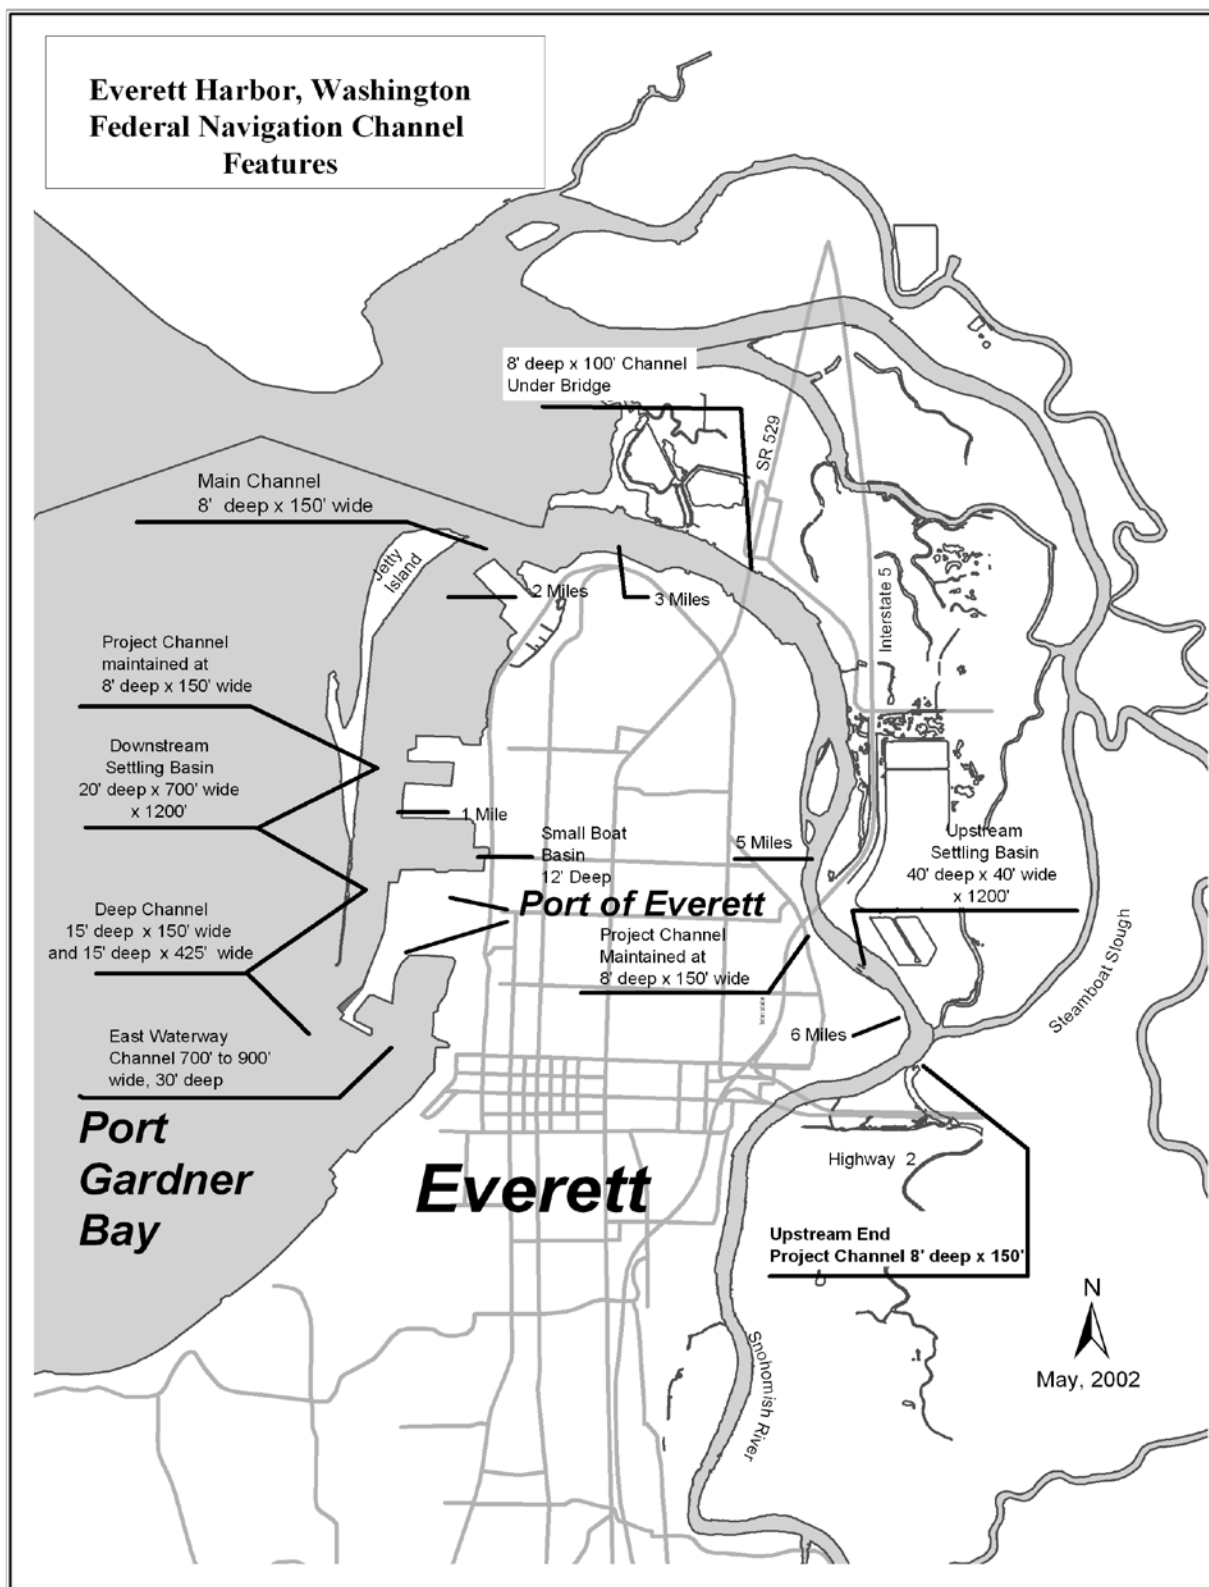 Everett Harbor, Washington
Federal Navigation Channel
Features
8' deep x 100' Channel
Under Bridge
SR 529
Main Channel
8' deep x 150' wide
Jetty
Island
2 Miles
3 Miles
Interstate 5
Project Channel
maintained at
8' deep x 150' wide
Downstream
Settling Basin
20' deep x 700' wide
x 1200'
1 Mile
Small Boat
Basin
12' Deep
5 Miles
Upstream
Settling Basin
40' deep x 40' wide
x 1200'
Port of Everett
Deep Channel
15' deep x 150' wide
and 15' deep x 425' wide
Project Channel
Maintained at
8' deep x 150' wide
Interstate
6 Miles
Steamboat Slough
East Waterway
Channel 700' to 900'
wide, 30' deep
Port
Gardner
Bay
Everett
Highway 2
Upstream End
Project Channel 8' deep x 150'
Snohomish River
N
May, 2002